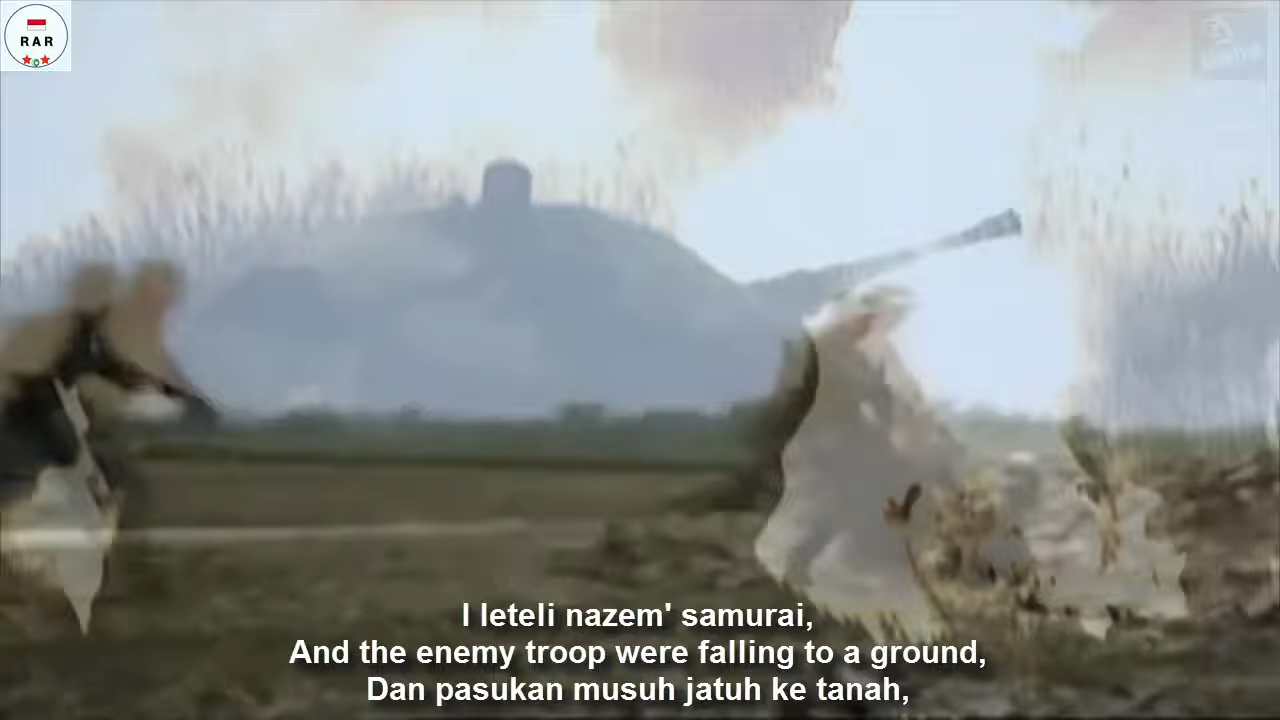 RAR
I leteli nazem' samurai,
And the enemy troop were falling to a ground,
Dan pasukan musuh jatuh ke tanah,